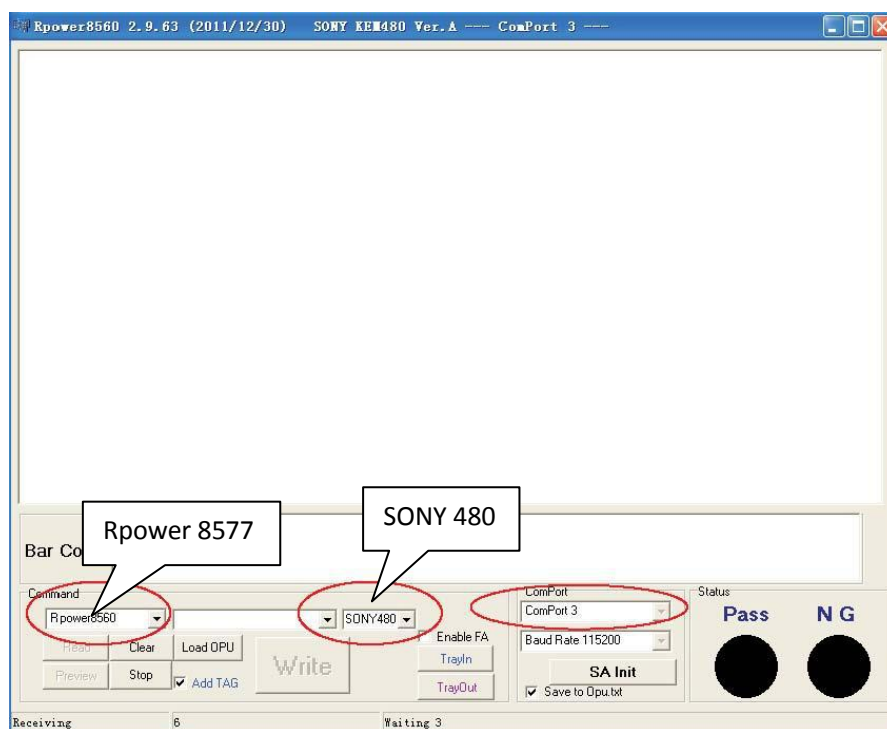 Rpower8560 2.9.63 (2011/12/30) SONY KEM480 Ver.A --- ComPort 3 ---
Rpower 8577
SONY 480
Bar Co
Command
Rpower8560
SONY480
Read
Clear
Load OPU
Write
Enable FA
TrayIn
Preview
Stop
Add TAG
TrayOut
ComPort
ComPort 3
Baud Rate 115200
SA Init
Save to Opu.txt
Status
Pass
N G
Receiving
6
Waiting 3